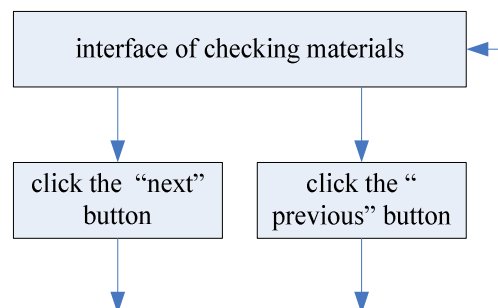 interface of checking materials
click the “next”
button
click the “
previous” button